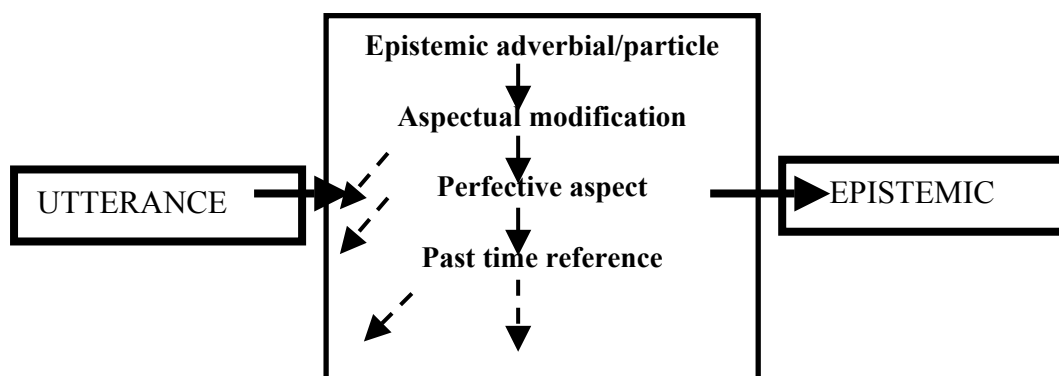 Epistemic adverbial/particle
Aspectual modification
UTTERANCE
Perfective aspect
EPISTEMIC
Past time reference